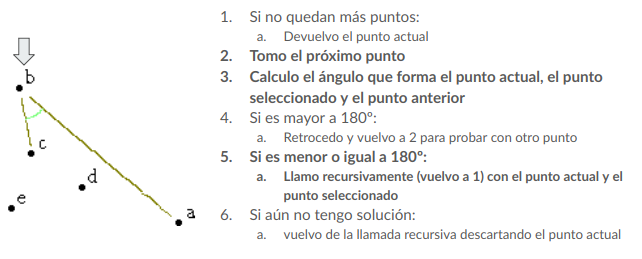 b
c
d
e
a
1. Si no quedan más puntos:
a. Devuelvo el punto actual
2. Tomo el próximo punto
3. Calculo el ángulo que forma el punto actual, el punto
seleccionado y el punto anterior
4. Si es mayor a 180º:
a. Retrocedo y vuelvo a 2 para probar con otro punto
5. Si es menor o igual a 180º:
a. Llamo recursivamente (vuelvo a 1) con el punto actual y el
punto seleccionado
6. Si aún no tengo solución:
a. vuelvo de la llamada recursiva descartando el punto actual